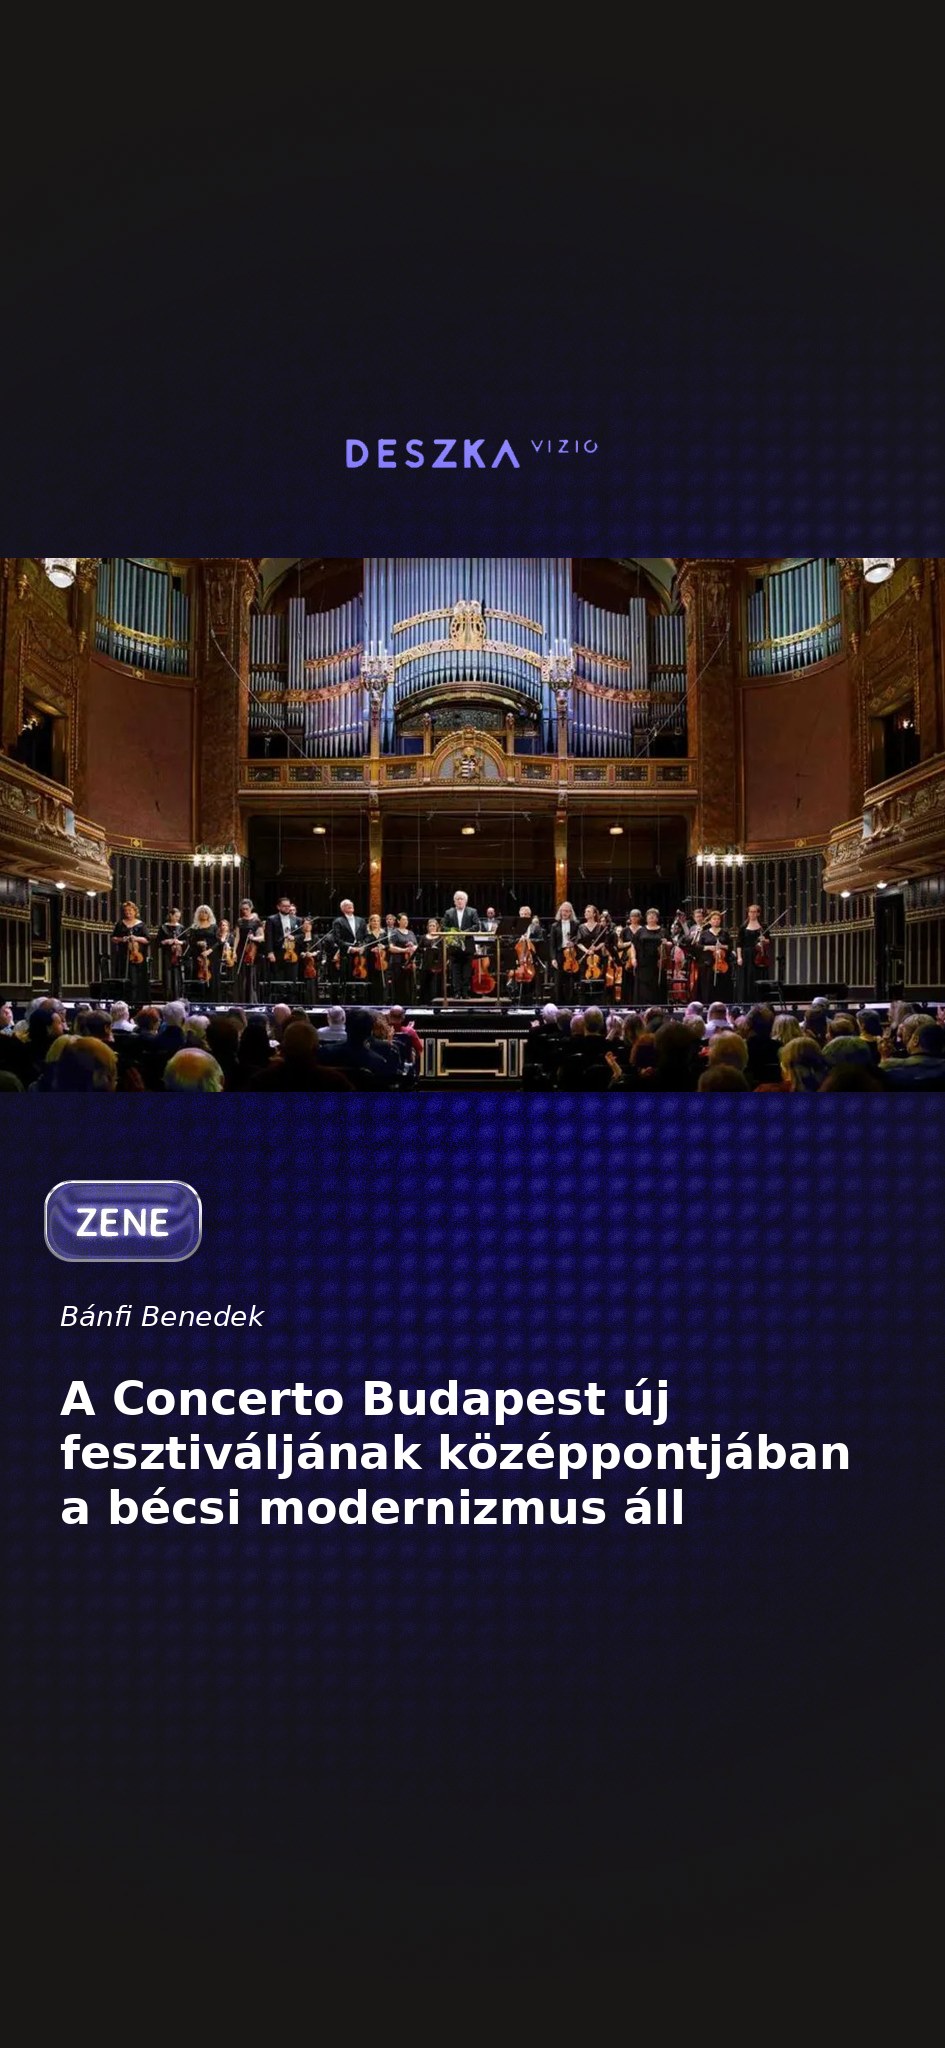 DESZKA VIZIO
ZENE
Bánfi Benedek
A Concerto Budapest új
fesztiváljának középpontjában
a bécsi modernizmus áll